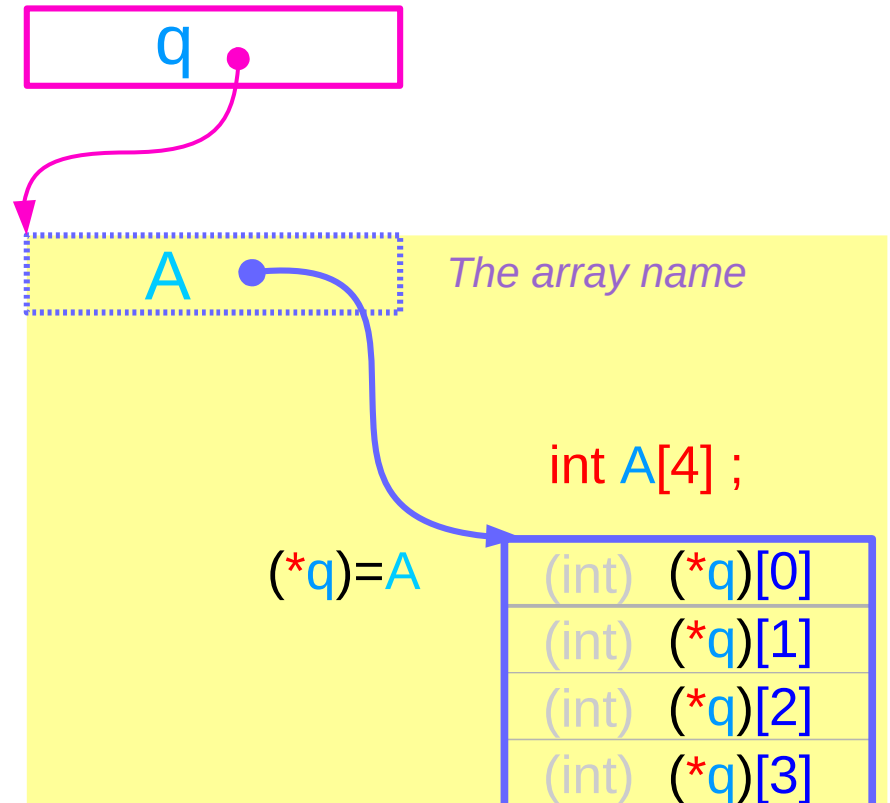 q
A
The array name
int A[4] ;
(*q)=A
(int) (*q)[0]
(int) (*q)[1]
(int) (*q)[2]
(int) (*q)[3]